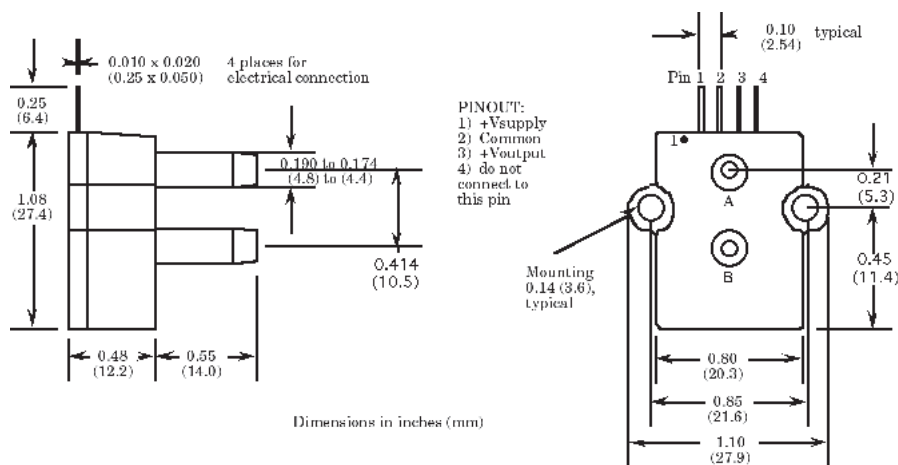 0.010 x 0.020
(0.25 x 0.050)
4 places for
electrical connection
0.25
(6.4)
1.08
(27.4)
0.190 to 0.174
(4.8) to (4.4)
0.414
(10.5)
0.48
(12.2)
0.55
(14.0)
Dimensions in inches (mm)
PINOUT:
1) +Vsupply
2) Common
3) +Voutput
4) do not
connect to
this pin
0.10
(2.54)
typical
Pin 1 2 3 4
1
A
B
0.21
(5.3)
0.45
(11.4)
Mounting
0.14 (3.6),
typical
0.80
(20.3)
0.85
(21.6)
1.10
(27.9)